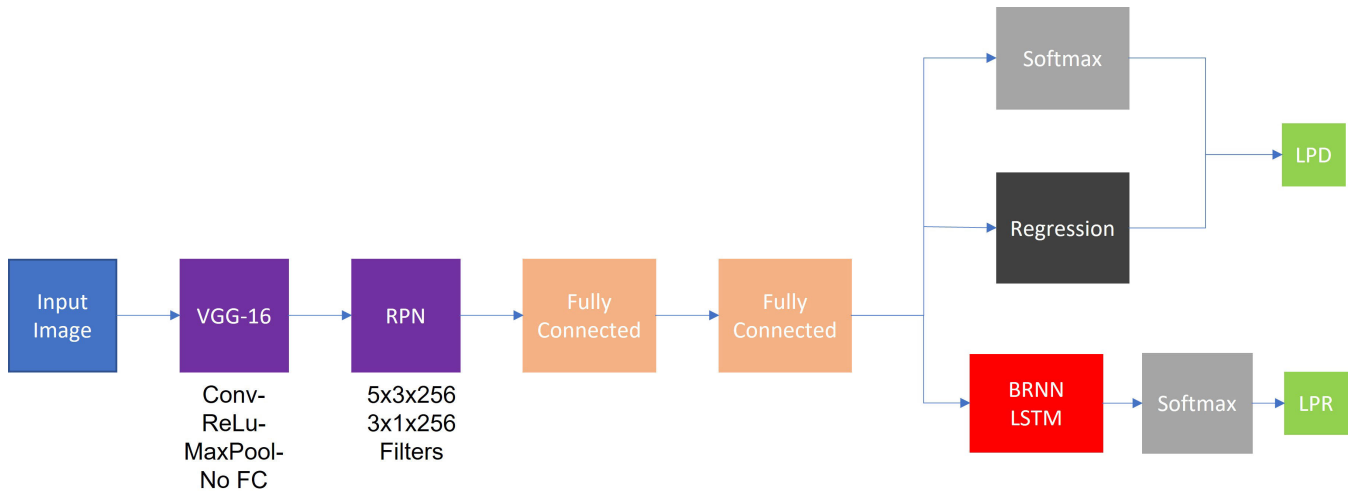 Softmax
LPD
Regression
Input
Image
VGG-16
RPN
Fully
Connected
Fully
Connected
Conv-
ReLu-
MaxPool-
No FC
5x3x256
3x1x256
Filters
BRNN
LSTM
Softmax
LPR